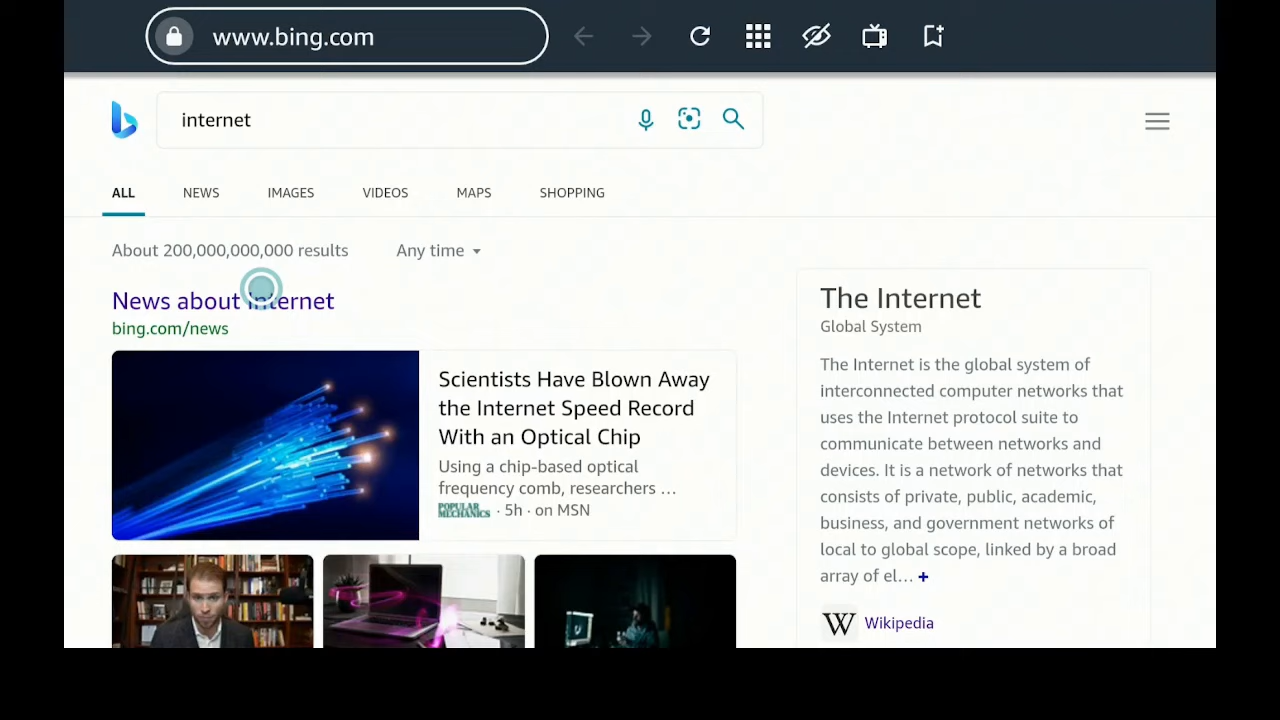 www.bing.com
internet
ALL NEWS IMAGES VIDEOS MAPS SHOPPING
About 200,000,000,000 results Any time
News about internet
bing.com/news
Scientists Have Blown Away
the Internet Speed Record
With an Optical Chip
Using a chip-based optical
frequency comb, researchers ...
POPULAR
MECHANICS · 5h · on MSN
The Internet
Global System
The Internet is the global system of
interconnected computer networks that
uses the Internet protocol suite to
communicate between networks and
devices. It is a network of networks that
consists of private, public, academic,
business, and government networks of
local to global scope, linked by a broad
array of el... +
W Wikipedia